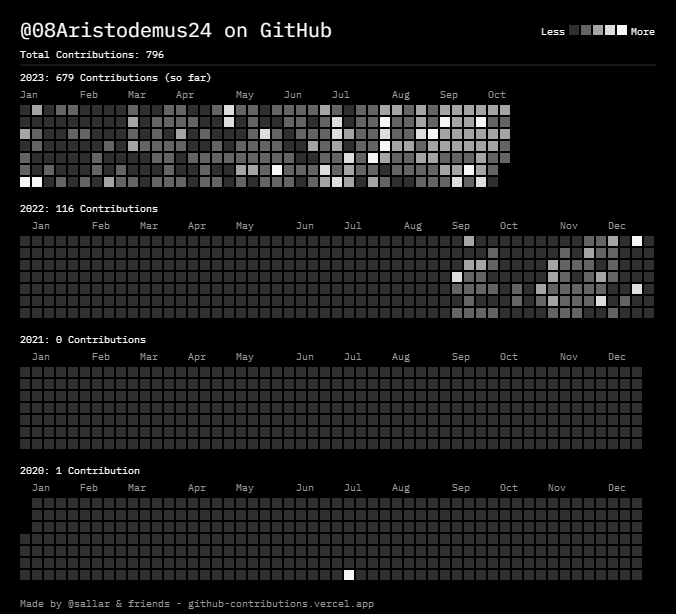 @08Aristodemus24 on GitHub
Less More
Total Contributions: 796
2023: 679 Contributions (so far)
Jan Feb Mar Apr May Jun Jul Aug Sep Oct
2022: 116 Contributions
Jan Feb Mar Apr May Jun Jul Aug Sep Oct Nov Dec
2021: 0 Contributions
Jan Feb Mar Apr May Jun Jul Aug Sep Oct Nov Dec
2020: 1 Contribution
Jan Feb Mar Apr May Jun Jul Aug Sep Oct Nov Dec
Made by @sallar & friends - github-contributions.vercel.app